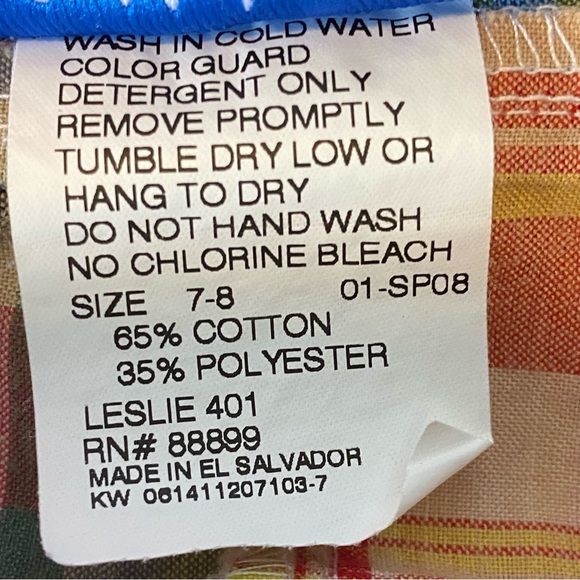 WASH IN COLD WATER
COLOR GUARD
DETERGENT ONLY
REMOVE PROMPTLY
TUMBLE DRY LOW OR
HANG TO DRY
DO NOT HAND WASH
NO CHLORINE BLEACH
SIZE 7-8 01-SP08
65% COTTON
35% POLYESTER
LESLIE 401
RN# 88899
MADE IN EL SALVADOR
KW 061411207103-7